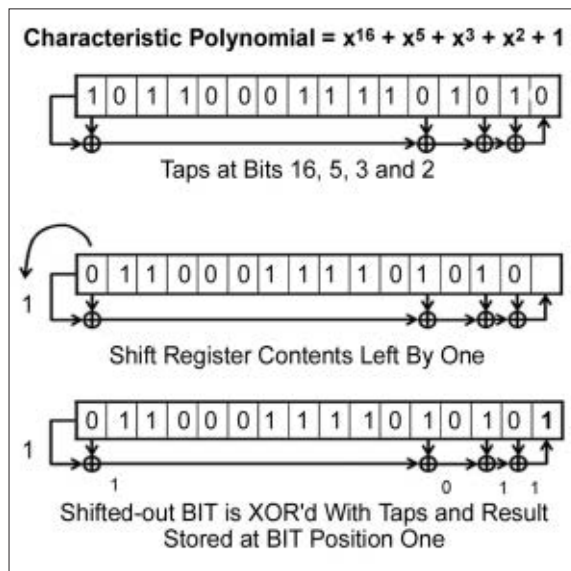 Characteristic Polynomial = x¹⁶ + x⁵ + x³ + x² + 1
1 0 1 1 0 0 0 1 1 1 1 0 1 0 1 0
Taps at Bits 16, 5, 3 and 2
0 1 1 0 0 0 1 1 1 1 0 1 0 1 0
1
Shift Register Contents Left By One
0 1 1 0 0 0 1 1 1 1 0 1 0 1 0 1
1
1 0 1 1
Shifted-out BIT is XOR'd With Taps and Result
Stored at BIT Position One